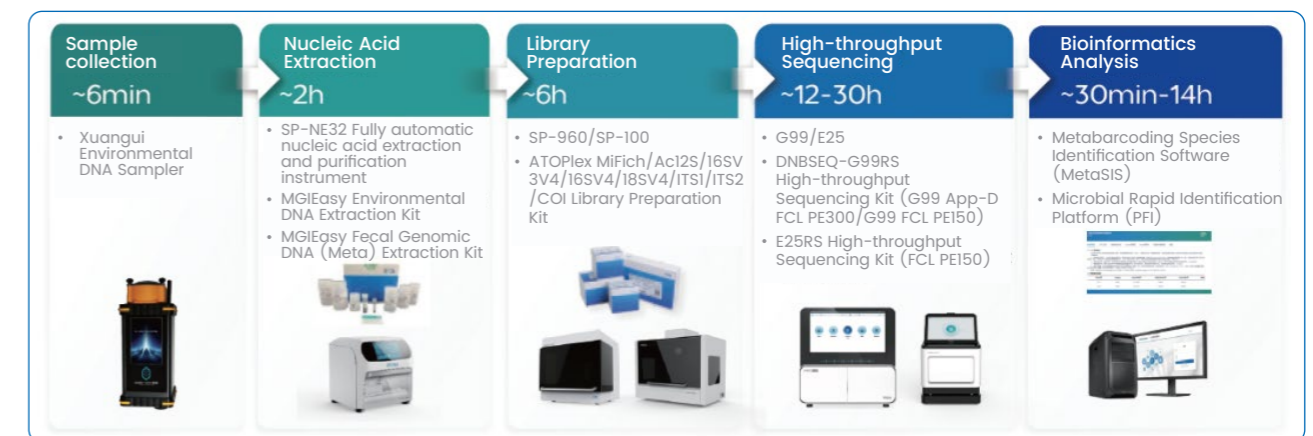 Sample
collection
~6min
• Xuangui
Environmental
DNA Sampler
Nucleic Acid
Extraction
~2h
• SP-NE32 Fully automatic
nucleic acid extraction
and purification
instrument
• MGIEasy Environmental
DNA Extraction Kit
• MGIEasy Fecal Genomic
DNA (Meta) Extraction Kit
Library
Preparation
~6h
• SP-960/SP-100
• ATOPlex MiFich/Ac12S/16SV
3V4/16SV4/18SV4/ITS1/ITS2
/COI Library Preparation
Kit
High-throughput
Sequencing
~12-30h
• G99/E25
• DNBSEQ-G99RS
High-throughput
Sequencing Kit (G99 App-D
FCL PE300/G99 FCL PE150)
• E25RS High-throughput
Sequencing Kit (FCL PE150)
Bioinformatics
Analysis
~30min-14h
• Metabarcoding Species
Identification Software
(MetaSIS)
• Microbial Rapid Identification
Platform (PFI)